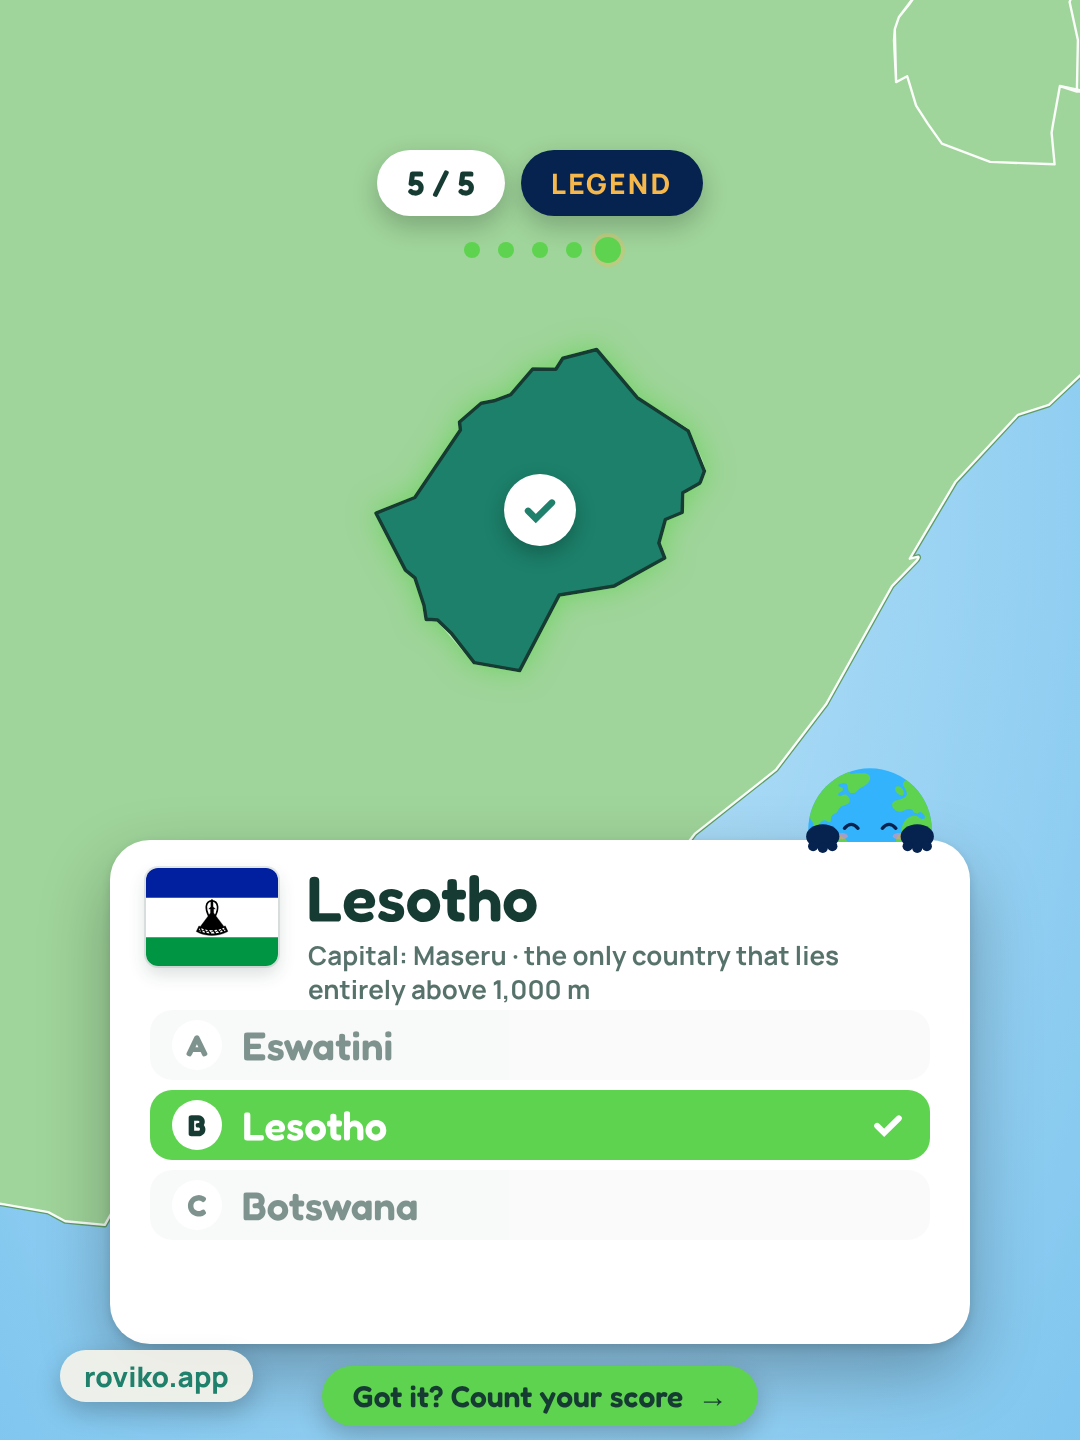 5 / 5
LEGEND
Lesotho
Capital: Maseru · the only country that lies
entirely above 1,000 m
A Eswatini
B Lesotho
C Botswana
roviko.app
Got it? Count your score →